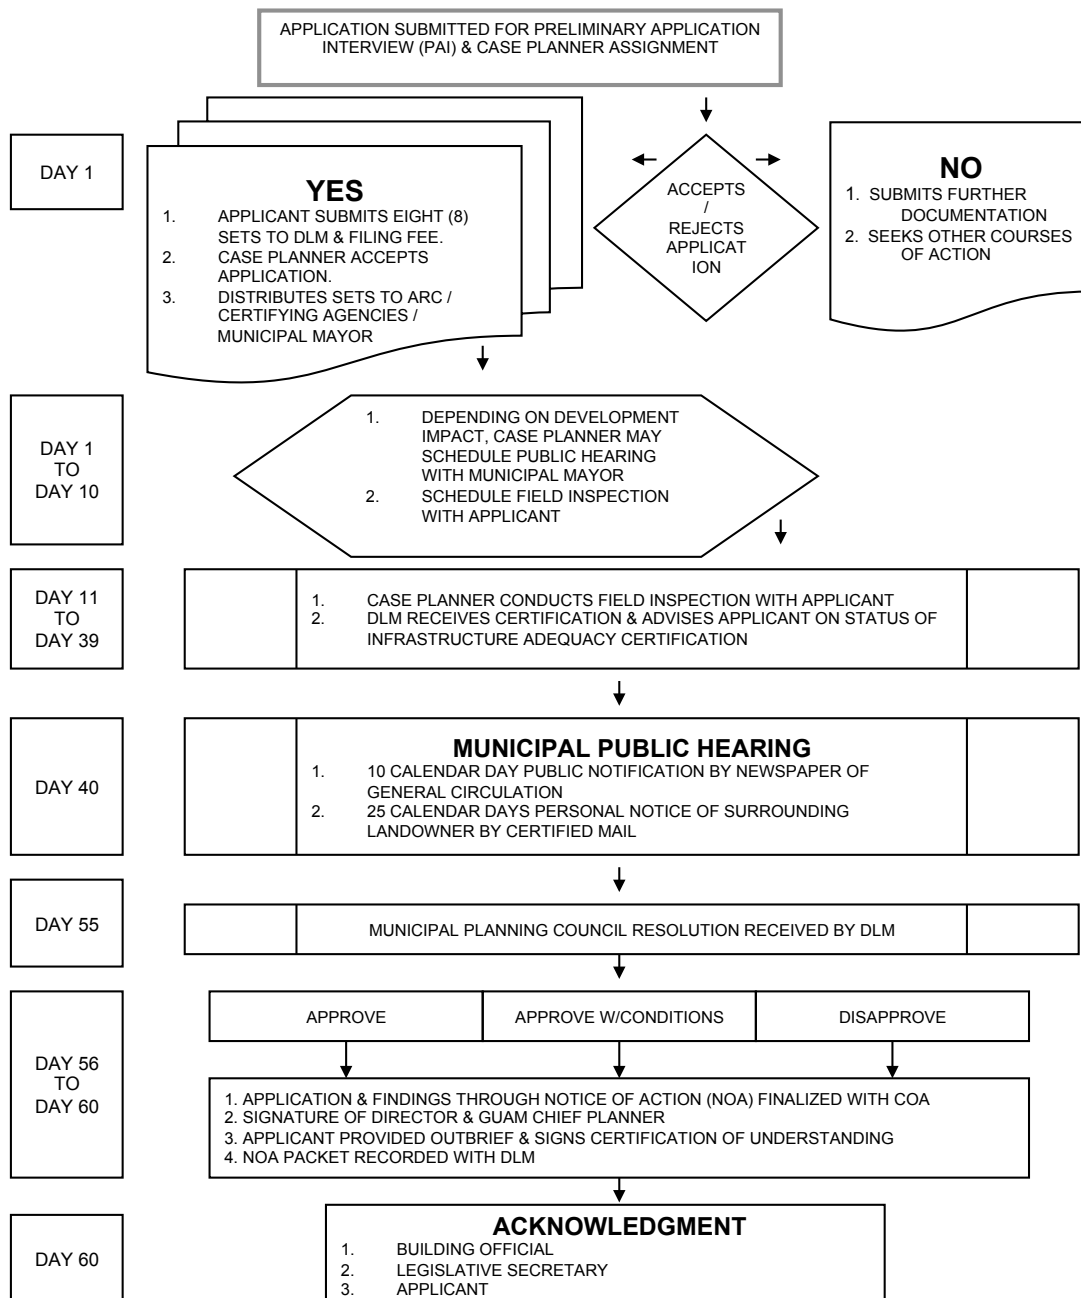 APPLICATION SUBMITTED FOR PRELIMINARY APPLICATION
INTERVIEW (PAI) & CASE PLANNER ASSIGNMENT
DAY 1
YES
1. APPLICANT SUBMITS EIGHT (8)
SETS TO DLM & FILING FEE.
2. CASE PLANNER ACCEPTS
APPLICATION.
3. DISTRIBUTES SETS TO ARC /
CERTIFYING AGENCIES /
MUNICIPAL MAYOR
ACCEPTS
/
REJECTS
APPLICAT
ION
NO
1. SUBMITS FURTHER
DOCUMENTATION
2. SEEKS OTHER COURSES
OF ACTION
DAY 1
TO
DAY 10
1. DEPENDING ON DEVELOPMENT
IMPACT, CASE PLANNER MAY
SCHEDULE PUBLIC HEARING
WITH MUNICIPAL MAYOR
2. SCHEDULE FIELD INSPECTION
WITH APPLICANT
DAY 11
TO
DAY 39
1. CASE PLANNER CONDUCTS FIELD INSPECTION WITH APPLICANT
2. DLM RECEIVES CERTIFICATION & ADVISES APPLICANT ON STATUS OF
INFRASTRUCTURE ADEQUACY CERTIFICATION
DAY 40
MUNICIPAL PUBLIC HEARING
1. 10 CALENDAR DAY PUBLIC NOTIFICATION BY NEWSPAPER OF
GENERAL CIRCULATION
2. 25 CALENDAR DAYS PERSONAL NOTICE OF SURROUNDING
LANDOWNER BY CERTIFIED MAIL
DAY 55
MUNICIPAL PLANNING COUNCIL RESOLUTION RECEIVED BY DLM
DAY 56
TO
DAY 60
APPROVE
APPROVE W/CONDITIONS
DISAPPROVE
1. APPLICATION & FINDINGS THROUGH NOTICE OF ACTION (NOA) FINALIZED WITH COA
2. SIGNATURE OF DIRECTOR & GUAM CHIEF PLANNER
3. APPLICANT PROVIDED OUTBRIEF & SIGNS CERTIFICATION OF UNDERSTANDING
4. NOA PACKET RECORDED WITH DLM
DAY 60
ACKNOWLEDGMENT
1. BUILDING OFFICIAL
2. LEGISLATIVE SECRETARY
3. APPLICANT